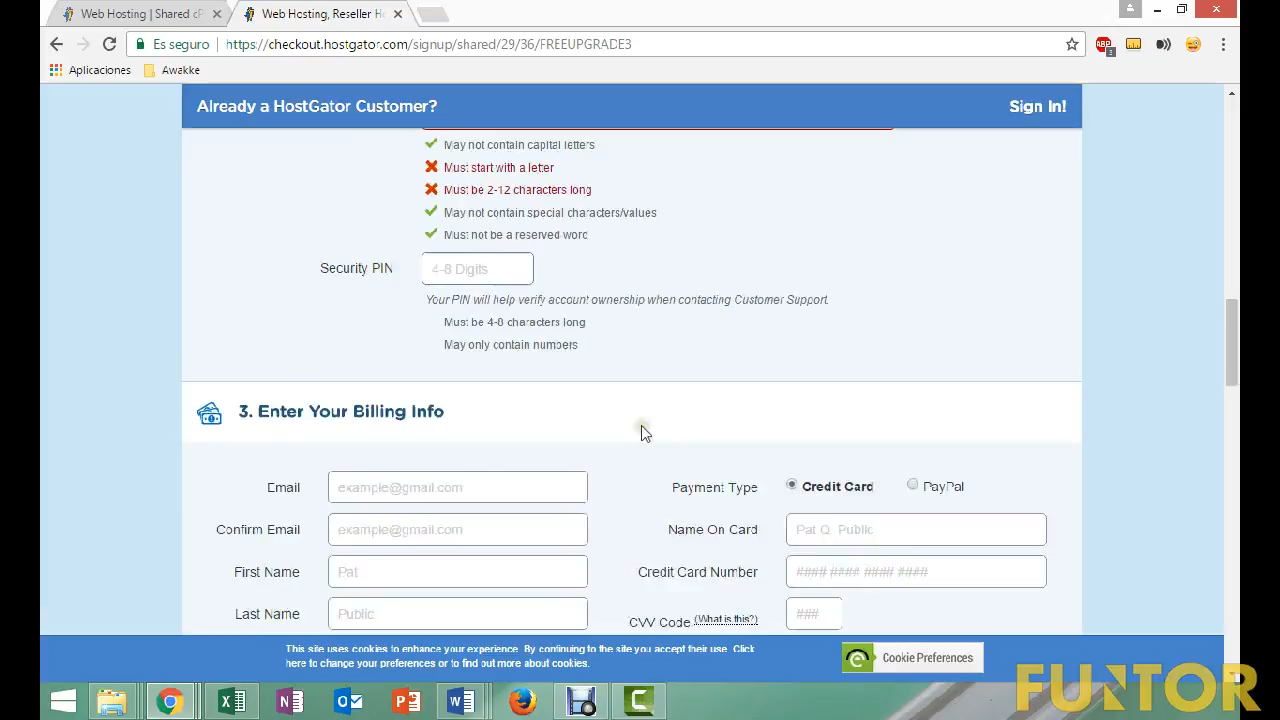 Web Hosting | Shared cP
Web Hosting, Reseller H
Es seguro
https://checkout.hostgator.com/signup/shared/29/36/FREEUPGRADE3
ABP
3
Aplicaciones
Awakke
Already a HostGator Customer?
Sign In!
May not contain capital letters
Must start with a letter
Must be 2-12 characters long
May not contain special characters/values
Must not be a reserved word
Security PIN
4-8 Digits
Your PIN will help verify account ownership when contacting Customer Support.
Must be 4-8 characters long
May only contain numbers
3. Enter Your Billing Info
Email
example@gmail.com
Payment Type
Credit Card
PayPal
Confirm Email
example@gmail.com
Name On Card
Pat Q. Public
First Name
Pat
Credit Card Number
#### #### #### ####
Last Name
Public
CVV Code (What is this?)
###
This site uses cookies to enhance your experience. By continuing to the site you accept their use. Click
here to change your preferences or to find out more about cookies.
Cookie Preferences
FUNTOR